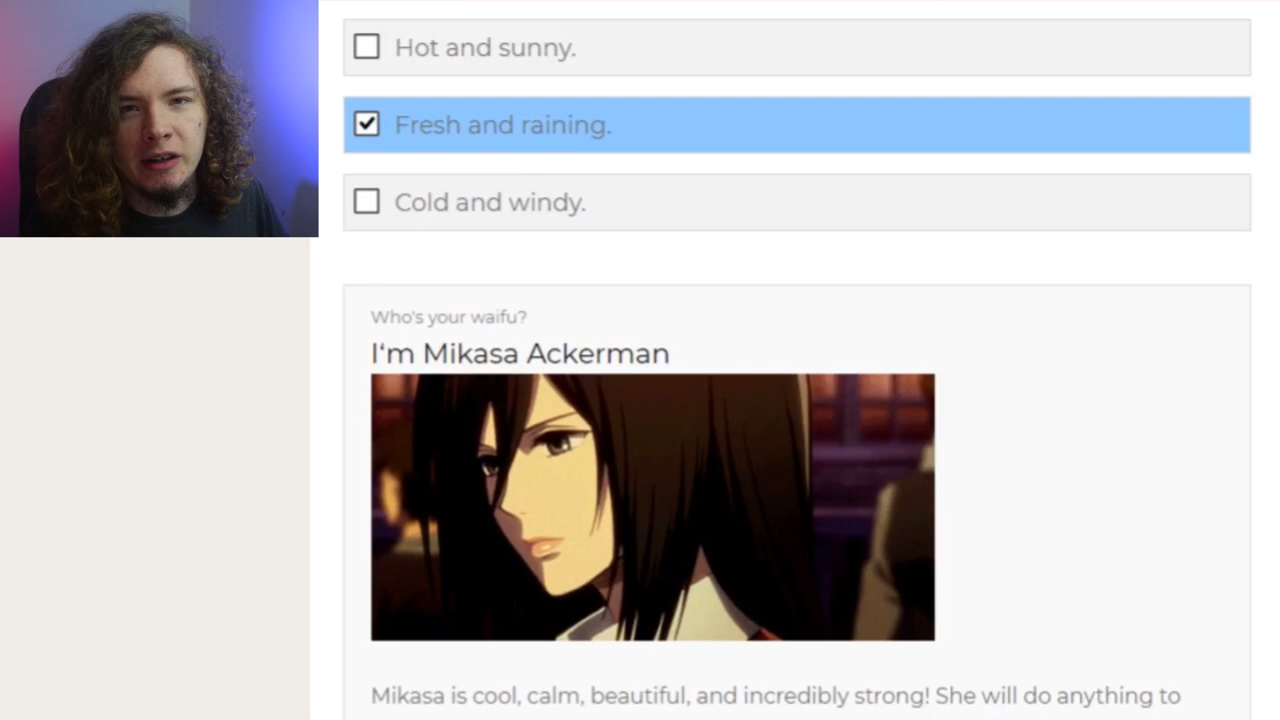 Hot and sunny.
Fresh and raining.
Cold and windy.
Who's your waifu?
I‘m Mikasa Ackerman
Mikasa is cool, calm, beautiful, and incredibly strong! She will do anything to